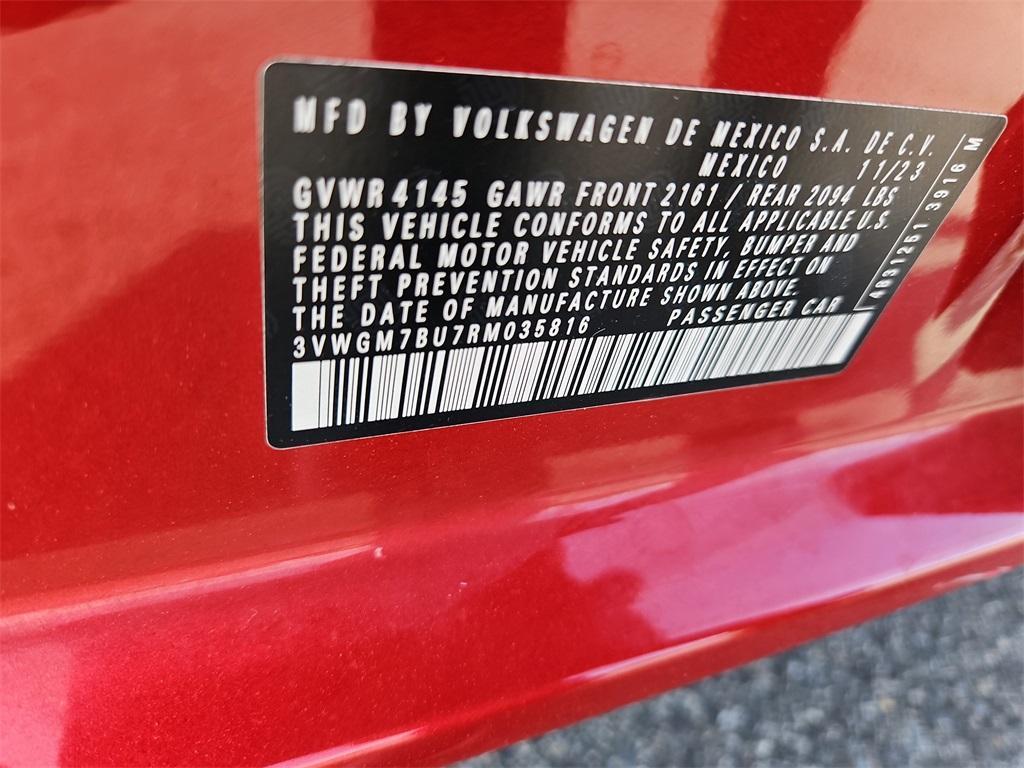 MFD BY VOLKSWAGEN DE MEXICO S.A. DE C.V.
MEXICO 11/23
GVWR 4145 GAWR FRONT 2161 / REAR 2094 LBS
THIS VEHICLE CONFORMS TO ALL APPLICABLE U.S.
FEDERAL MOTOR VEHICLE SAFETY, BUMPER AND
THEFT PREVENTION STANDARDS IN EFFECT ON
THE DATE OF MANUFACTURE SHOWN ABOVE.
3VWGM7BU7RM035816 PASSENGER CAR
3916 M